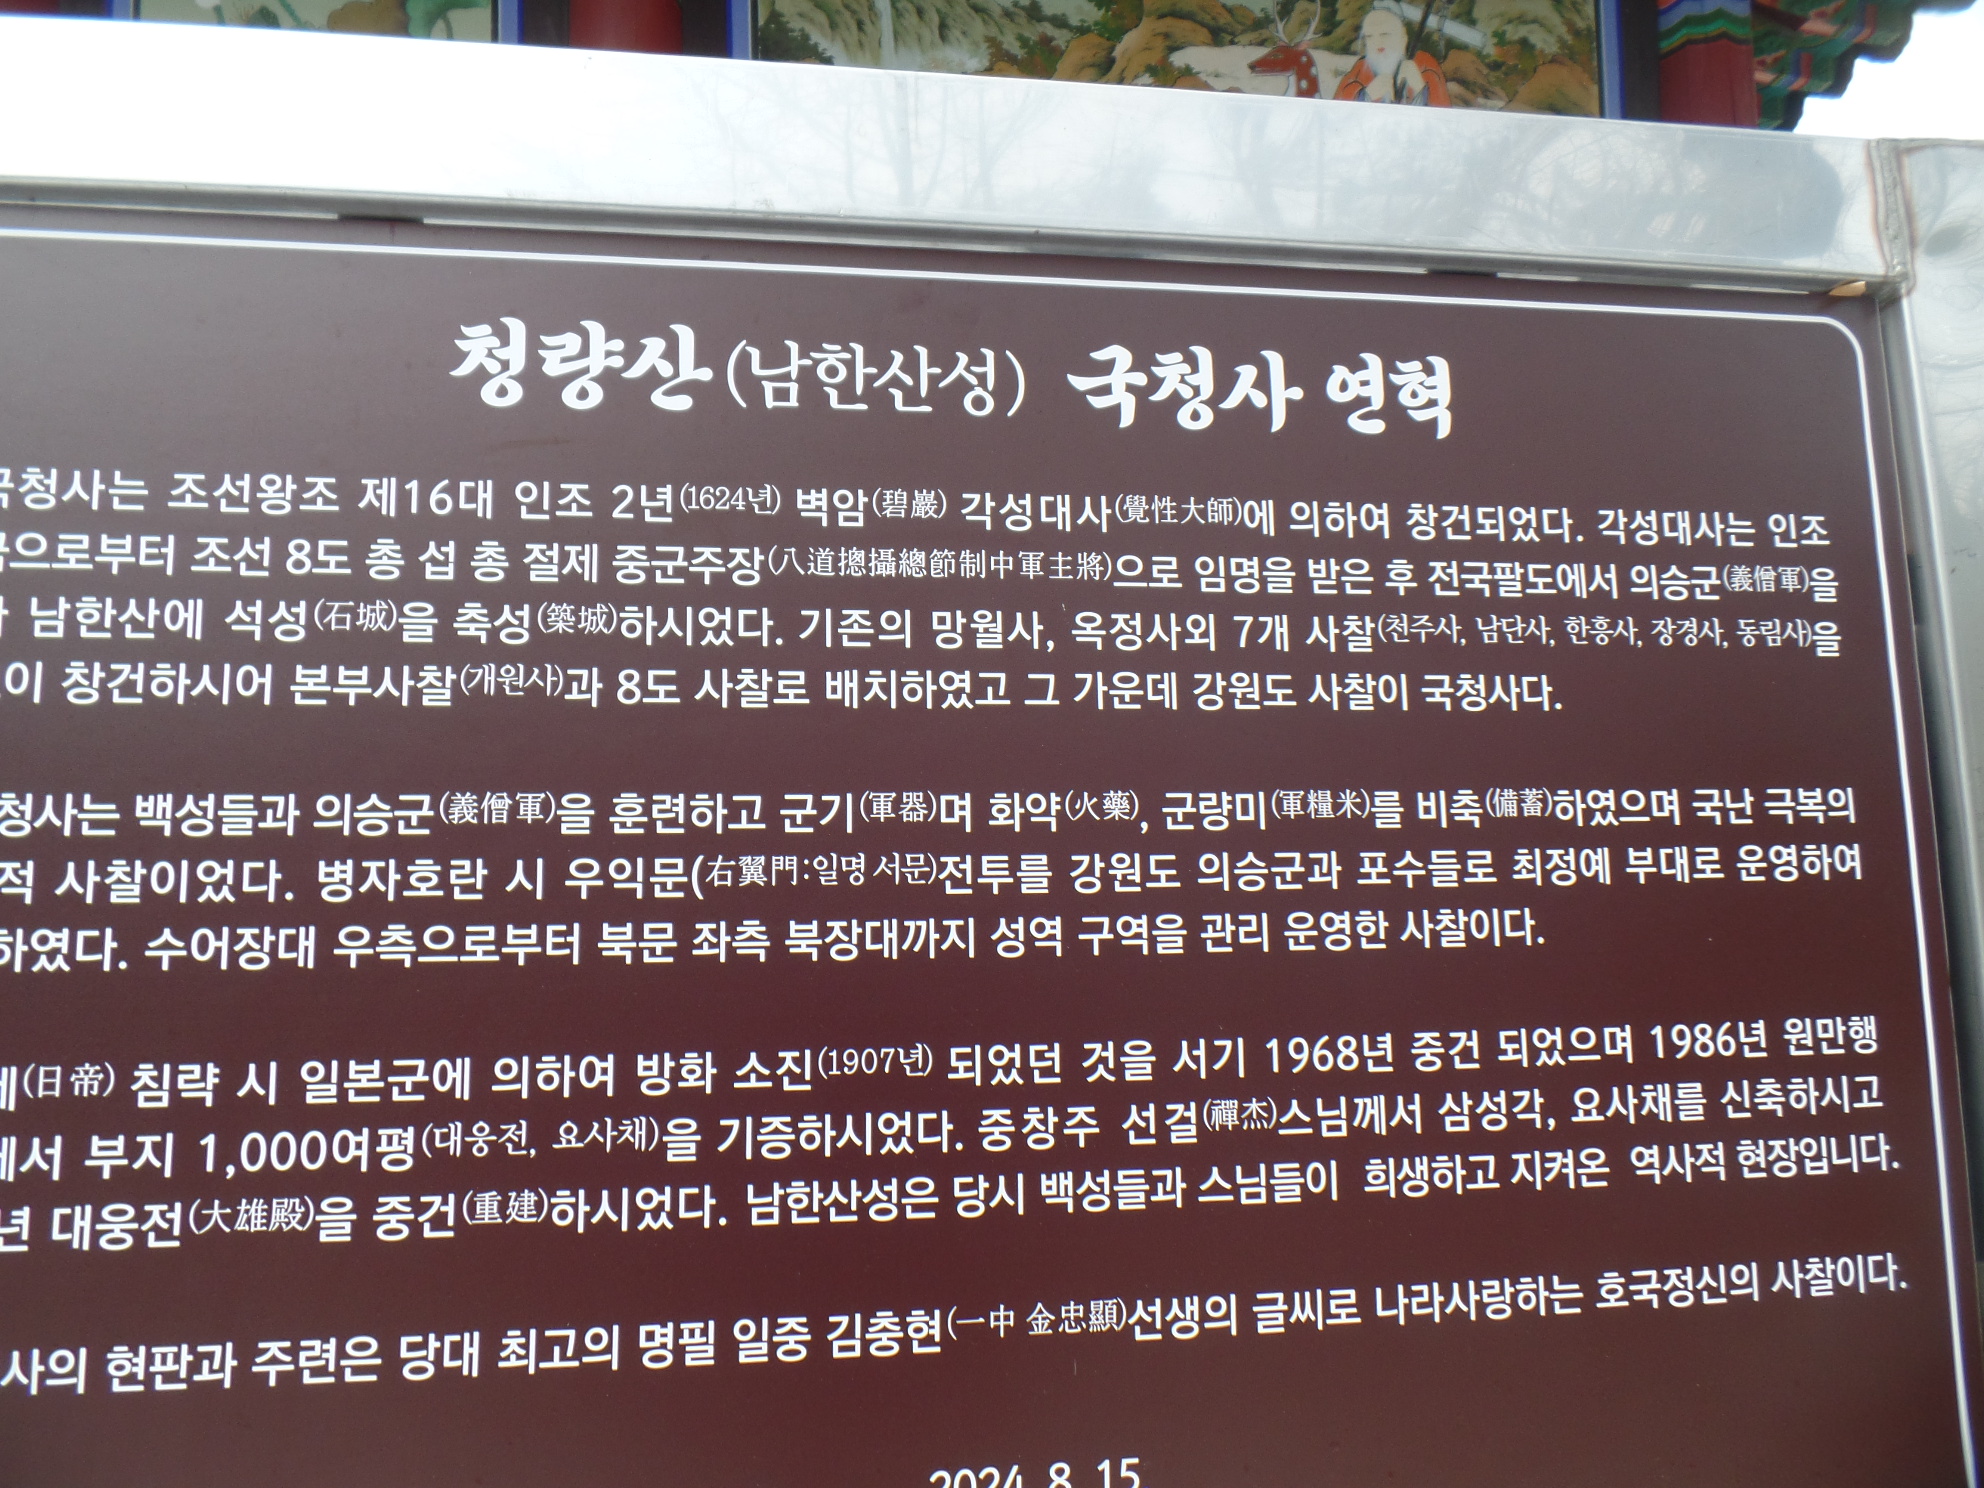 청량산(남한산성) 국청사 연혁
국청사는 조선왕조 제16대 인조 2년(1624년) 벽암(碧巖) 각성대사(覺性大師)에 의하여 창건되었다. 각성대사는 인조
으로부터 조선 8도 총 섭 총 절제 중군주장(八道摠攝總節制中軍主將)으로 임명을 받은 후 전국팔도에서 의승군(義僧軍)을
남한산에 석성(石城)을 축성(築城)하시었다. 기존의 망월사, 옥정사외 7개 사찰(천주사, 남단사, 한흥사, 장경사, 동림사)을
이 창건하시어 본부사찰(개원사)과 8도 사찰로 배치하였고 그 가운데 강원도 사찰이 국청사다.
청사는 백성들과 의승군(義僧軍)을 훈련하고 군기(軍器)며 화약(火藥), 군량미(軍糧米)를 비축(備蓄)하였으며 국난 극복의
적 사찰이었다. 병자호란 시 우익문(右翼門:일명 서문)전투를 강원도 의승군과 포수들로 최정예 부대로 운영하여
하였다. 수어장대 우측으로부터 북문 좌측 북장대까지 성역 구역을 관리 운영한 사찰이다.
(日帝) 침략 시 일본군에 의하여 방화 소진(1907년) 되었던 것을 서기 1968년 중건 되었으며 1986년 원만행
에서 부지 1,000여평(대웅전, 요사채)을 기증하시었다. 중창주 선걸(禪杰)스님께서 삼성각, 요사채를 신축하시고
년 대웅전(大雄殿)을 중건(重建)하시었다. 남한산성은 당시 백성들과 스님들이 희생하고 지켜온 역사적 현장입니다.
사의 현판과 주련은 당대 최고의 명필 일중 김충현(一中 金忠顯)선생의 글씨로 나라사랑하는 호국정신의 사찰이다.
2024. 8. 15